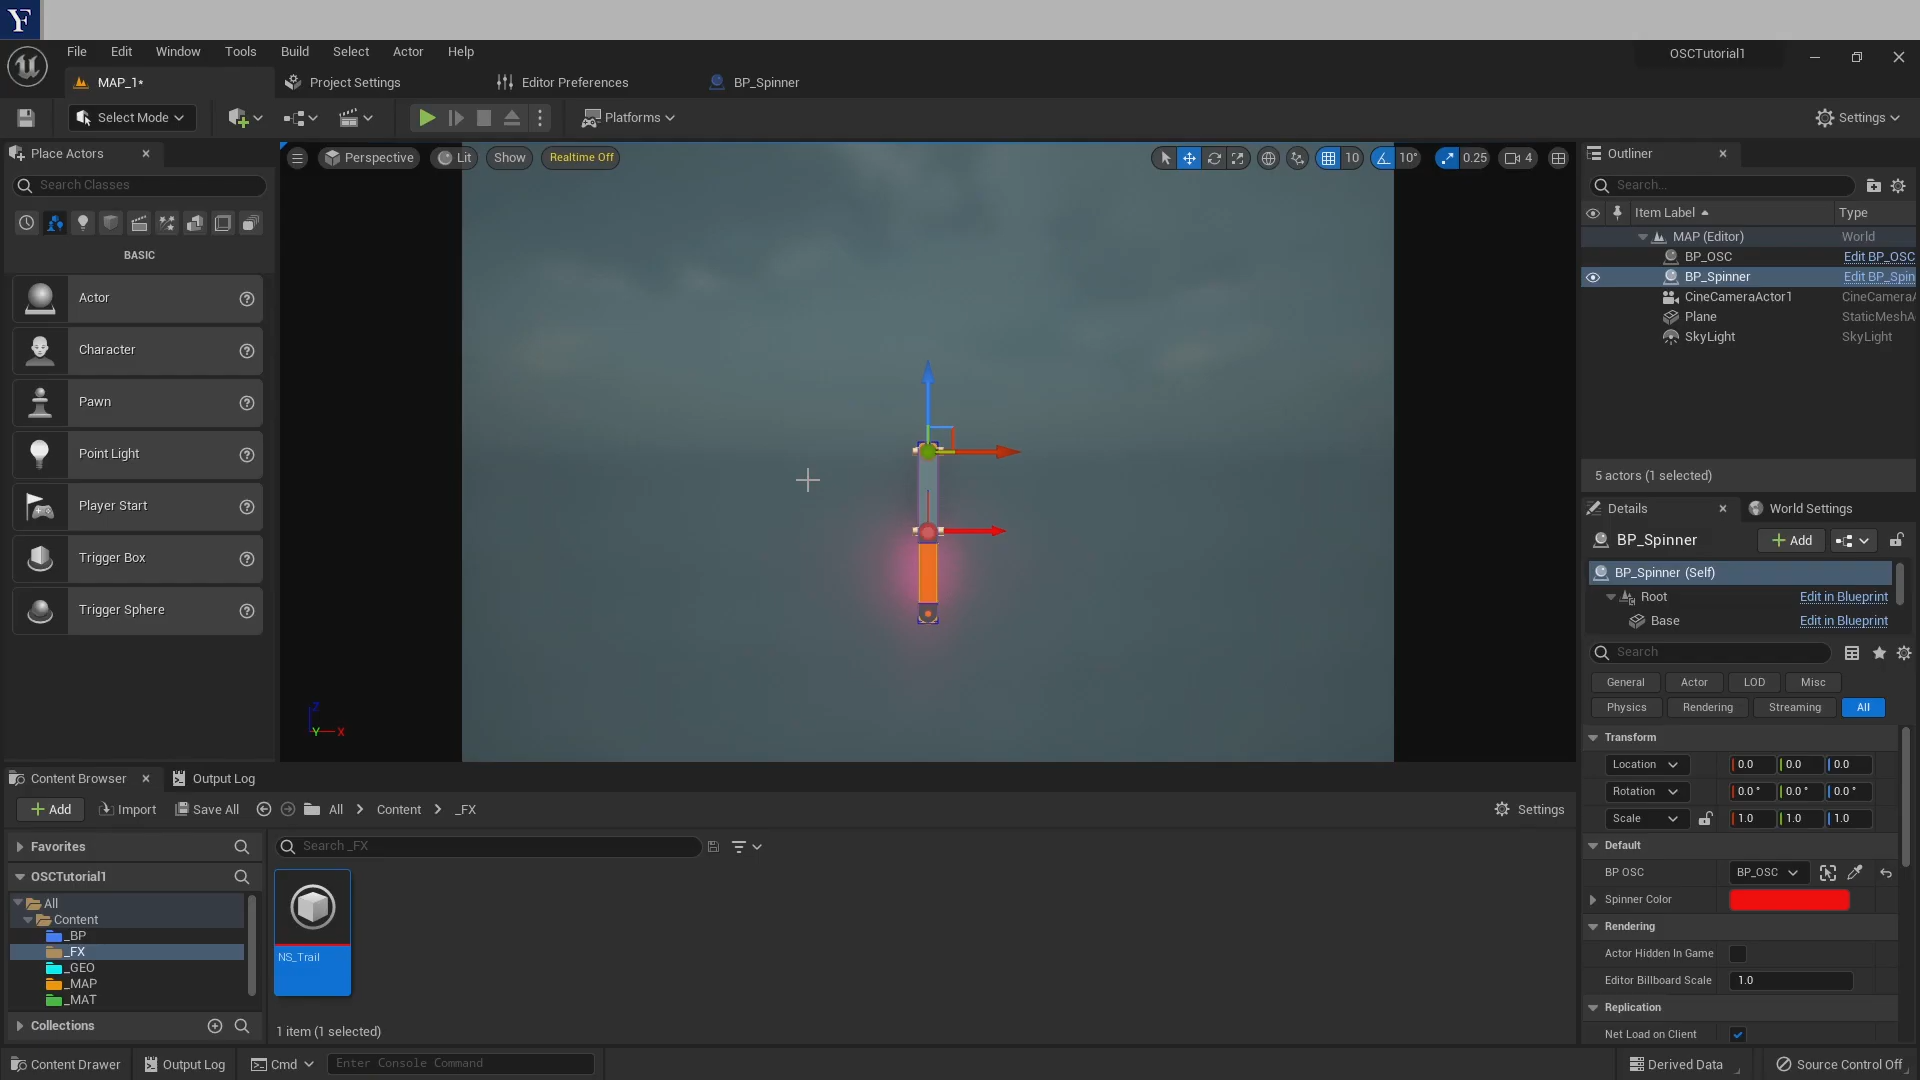 Y
File Edit Window Tools Build Select Actor Help
OSCTutorial1
MAP_1*
Project Settings
Editor Preferences
BP_Spinner
Select Mode
Platforms
Settings
Place Actors
Search Classes
BASIC
Actor
Character
Pawn
Point Light
Player Start
Trigger Box
Trigger Sphere
Perspective
Lit
Show
Realtime Off
10
10°
0.25
4
Z
Y
X
Outliner
Search...
Item Label
Type
MAP (Editor)
World
BP_OSC
Edit BP_OSC
BP_Spinner
Edit BP_Spin
CineCameraActor1
CineCameraA
Plane
StaticMeshA
SkyLight
SkyLight
5 actors (1 selected)
Details
World Settings
BP_Spinner
Add
BP_Spinner (Self)
Root
Edit in Blueprint
Base
Edit in Blueprint
Search
General
Actor
LOD
Misc
Physics
Rendering
Streaming
All
Transform
Location
0.0
0.0
0.0
Rotation
0.0 °
0.0 °
0.0 °
Scale
1.0
1.0
1.0
Default
BP OSC
BP_OSC
Spinner Color
Rendering
Actor Hidden In Game
Editor Billboard Scale
1.0
Replication
Net Load on Client
Content Browser
Output Log
Add
Import
Save All
All
Content
_FX
Settings
Favorites
Search _FX
OSCTutorial1
All
Content
_BP
_FX
_GEO
_MAP
_MAT
Collections
NS_Trail
1 item (1 selected)
Content Drawer
Output Log
Cmd
Enter Console Command
Derived Data
Source Control Off